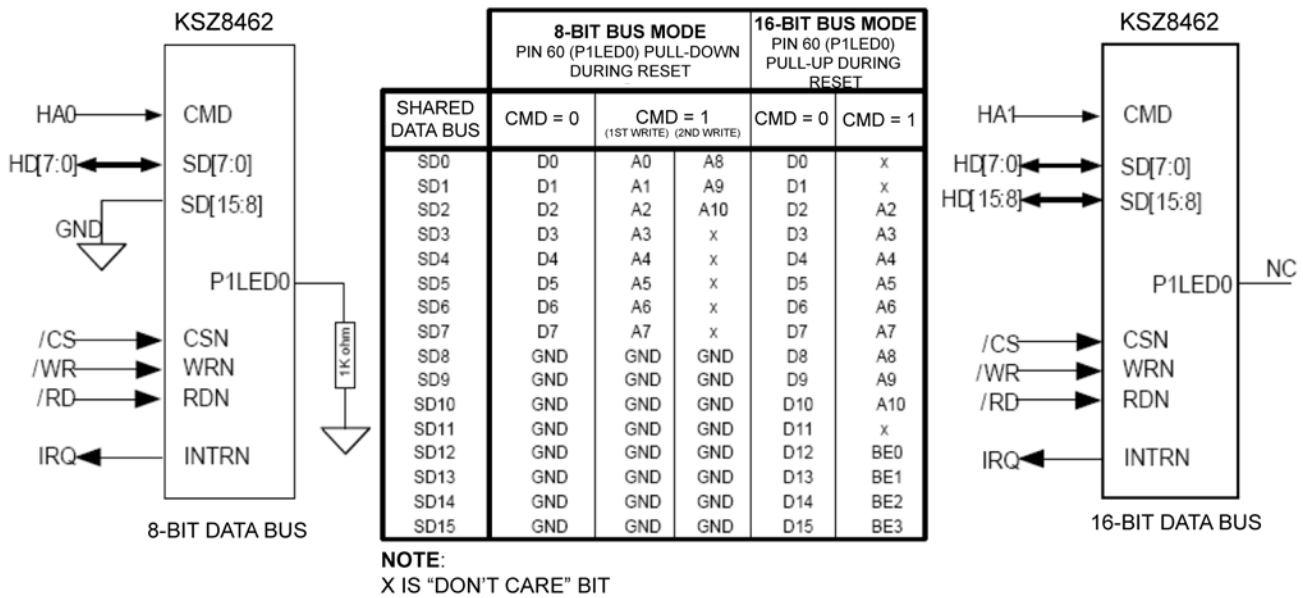 KSZ8462
HA0
CMD
HD[7:0]
SD[7:0]
SD[15:8]
GND
P1LED0
1K ohm
/CS
CSN
/WR
WRN
/RD
RDN
IRQ
INTRN
8-BIT DATA BUS
8-BIT BUS MODE
PIN 60 (P1LED0) PULL-DOWN
DURING RESET
16-BIT BUS MODE
PIN 60 (P1LED0)
PULL-UP DURING
RESET
SHARED
DATA BUS
CMD = 0
CMD = 1
(1ST WRITE) (2ND WRITE)
CMD = 0
CMD = 1
SD0 D0 A0 A8 D0 x
SD1 D1 A1 A9 D1 x
SD2 D2 A2 A10 D2 A2
SD3 D3 A3 x D3 A3
SD4 D4 A4 x D4 A4
SD5 D5 A5 x D5 A5
SD6 D6 A6 x D6 A6
SD7 D7 A7 x D7 A7
SD8 GND GND GND D8 A8
SD9 GND GND GND D9 A9
SD10 GND GND GND D10 A10
SD11 GND GND GND D11 x
SD12 GND GND GND D12 BE0
SD13 GND GND GND D13 BE1
SD14 GND GND GND D14 BE2
SD15 GND GND GND D15 BE3
NOTE:
X IS “DON’T CARE” BIT
KSZ8462
HA1
CMD
HD[7:0]
SD[7:0]
HD[15:8]
SD[15:8]
P1LED0
NC
/CS
CSN
/WR
WRN
/RD
RDN
IRQ
INTRN
16-BIT DATA BUS